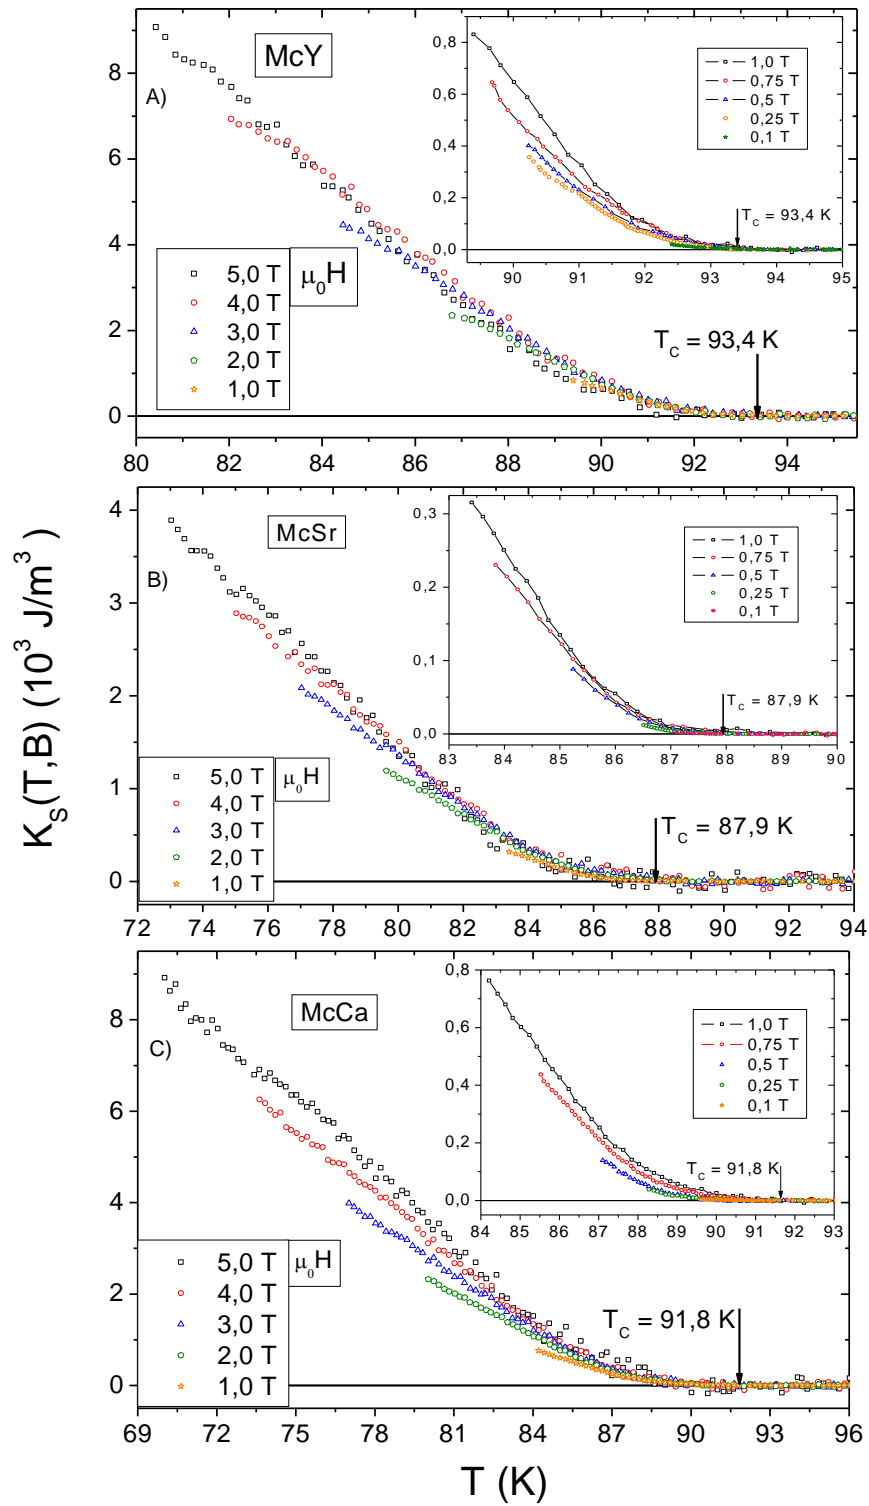 McY
A)
8
6
4
2
0
80 82 84 86 88 90 92 94
μ₀H
5,0 T
4,0 T
3,0 T
2,0 T
1,0 T
T_C = 93,4 K
0,8
0,6
0,4
0,2
0,0
90 91 92 93 94 95
1,0 T
0,75 T
0,5 T
0,25 T
0,1 T
T_C = 93,4 K
K_S(T,B) (10³ J/m³)
McSr
B)
4
3
2
1
0
72 74 76 78 80 82 84 86 88 90 92 94
μ₀H
5,0 T
4,0 T
3,0 T
2,0 T
1,0 T
T_C = 87,9 K
0,3
0,2
0,1
0,0
83 84 85 86 87 88 89 90
1,0 T
0,75 T
0,5 T
0,25 T
0,1 T
T_C = 87,9 K
McCa
C)
8
6
4
2
0
69 72 75 78 81 84 87 90 93 96
μ₀H
5,0 T
4,0 T
3,0 T
2,0 T
1,0 T
T_C = 91,8 K
0,8
0,6
0,4
0,2
0,0
84 85 86 87 88 89 90 91 92 93
1,0 T
0,75 T
0,5 T
0,25 T
0,1 T
T_C = 91,8 K
T (K)